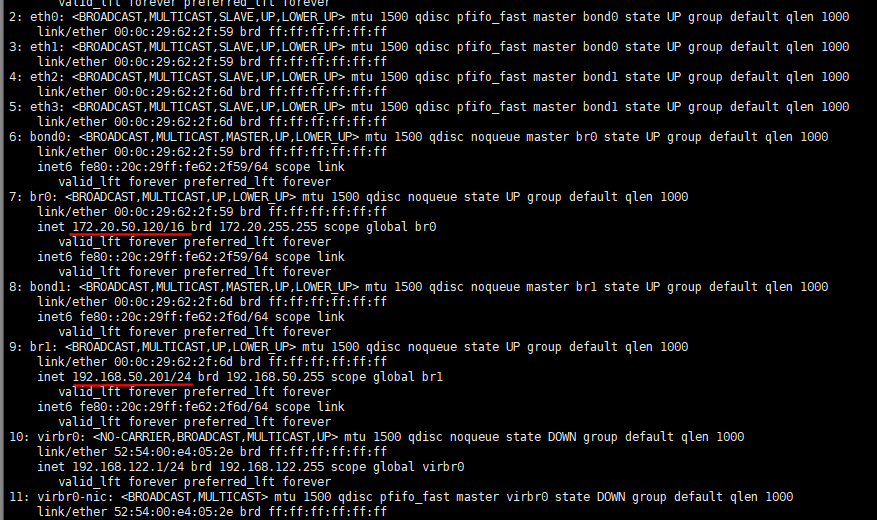 valid_lft forever preferred_lft forever
2: eth0: <BROADCAST,MULTICAST,SLAVE,UP,LOWER_UP> mtu 1500 qdisc pfifo_fast master bond0 state UP group default qlen 1000
link/ether 00:0c:29:62:2f:59 brd ff:ff:ff:ff:ff:ff
3: eth1: <BROADCAST,MULTICAST,SLAVE,UP,LOWER_UP> mtu 1500 qdisc pfifo_fast master bond0 state UP group default qlen 1000
link/ether 00:0c:29:62:2f:59 brd ff:ff:ff:ff:ff:ff
4: eth2: <BROADCAST,MULTICAST,SLAVE,UP,LOWER_UP> mtu 1500 qdisc pfifo_fast master bond1 state UP group default qlen 1000
link/ether 00:0c:29:62:2f:6d brd ff:ff:ff:ff:ff:ff
5: eth3: <BROADCAST,MULTICAST,SLAVE,UP,LOWER_UP> mtu 1500 qdisc pfifo_fast master bond1 state UP group default qlen 1000
link/ether 00:0c:29:62:2f:6d brd ff:ff:ff:ff:ff:ff
6: bond0: <BROADCAST,MULTICAST,MASTER,UP,LOWER_UP> mtu 1500 qdisc noqueue master br0 state UP group default qlen 1000
link/ether 00:0c:29:62:2f:59 brd ff:ff:ff:ff:ff:ff
inet6 fe80::20c:29ff:fe62:2f59/64 scope link
valid_lft forever preferred_lft forever
7: br0: <BROADCAST,MULTICAST,UP,LOWER_UP> mtu 1500 qdisc noqueue state UP group default qlen 1000
link/ether 00:0c:29:62:2f:59 brd ff:ff:ff:ff:ff:ff
inet 172.20.50.120/16 brd 172.20.255.255 scope global br0
valid_lft forever preferred_lft forever
inet6 fe80::20c:29ff:fe62:2f59/64 scope link
valid_lft forever preferred_lft forever
8: bond1: <BROADCAST,MULTICAST,MASTER,UP,LOWER_UP> mtu 1500 qdisc noqueue master br1 state UP group default qlen 1000
link/ether 00:0c:29:62:2f:6d brd ff:ff:ff:ff:ff:ff
inet6 fe80::20c:29ff:fe62:2f6d/64 scope link
valid_lft forever preferred_lft forever
9: br1: <BROADCAST,MULTICAST,UP,LOWER_UP> mtu 1500 qdisc noqueue state UP group default qlen 1000
link/ether 00:0c:29:62:2f:6d brd ff:ff:ff:ff:ff:ff
inet 192.168.50.201/24 brd 192.168.50.255 scope global br1
valid_lft forever preferred_lft forever
inet6 fe80::20c:29ff:fe62:2f6d/64 scope link
valid_lft forever preferred_lft forever
10: virbr0: <NO-CARRIER,BROADCAST,MULTICAST,UP> mtu 1500 qdisc noqueue state DOWN group default qlen 1000
link/ether 52:54:00:e4:05:2e brd ff:ff:ff:ff:ff:ff
inet 192.168.122.1/24 brd 192.168.122.255 scope global virbr0
valid_lft forever preferred_lft forever
11: virbr0-nic: <BROADCAST,MULTICAST> mtu 1500 qdisc pfifo_fast master virbr0 state DOWN group default qlen 1000
link/ether 52:54:00:e4:05:2e brd ff:ff:ff:ff:ff:ff